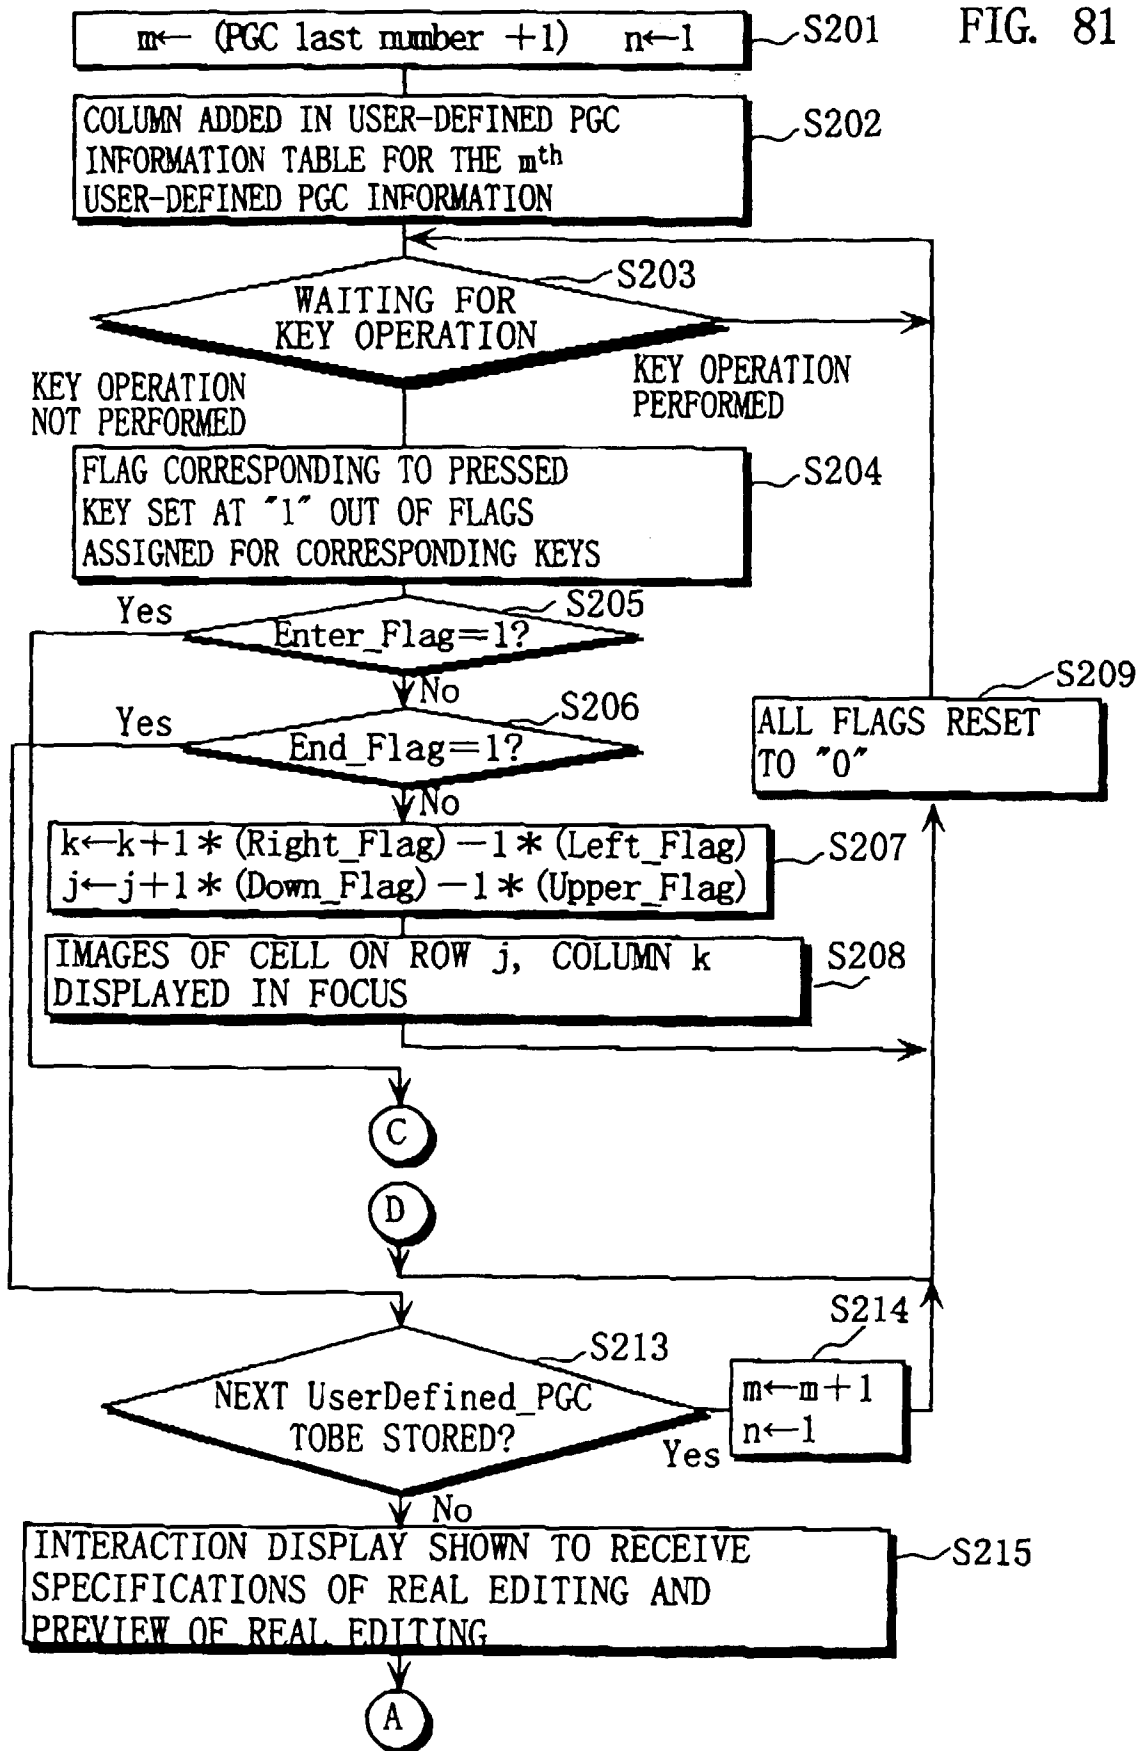 FIG. 81
m← (PGC last number +1) n←1
S201
COLUMN ADDED IN USER-DEFINED PGC
INFORMATION TABLE FOR THE mth
USER-DEFINED PGC INFORMATION
S202
S203
WAITING FOR
KEY OPERATION
KEY OPERATION
NOT PERFORMED
KEY OPERATION
PERFORMED
FLAG CORRESPONDING TO PRESSED
KEY SET AT "1" OUT OF FLAGS
ASSIGNED FOR CORRESPONDING KEYS
S204
Yes
S205
Enter_Flag=1?
No
Yes
S206
End_Flag=1?
No
S209
ALL FLAGS RESET
TO "0"
k←k+1*(Right_Flag)-1*(Left_Flag)
j←j+1*(Down_Flag)-1*(Upper_Flag)
S207
IMAGES OF CELL ON ROW j, COLUMN k
DISPLAYED IN FOCUS
S208
C
D
S213
NEXT UserDefined_PGC
TOBE STORED?
Yes
S214
m←m+1
n←1
No
INTERACTION DISPLAY SHOWN TO RECEIVE
SPECIFICATIONS OF REAL EDITING AND
PREVIEW OF REAL EDITING
S215
A